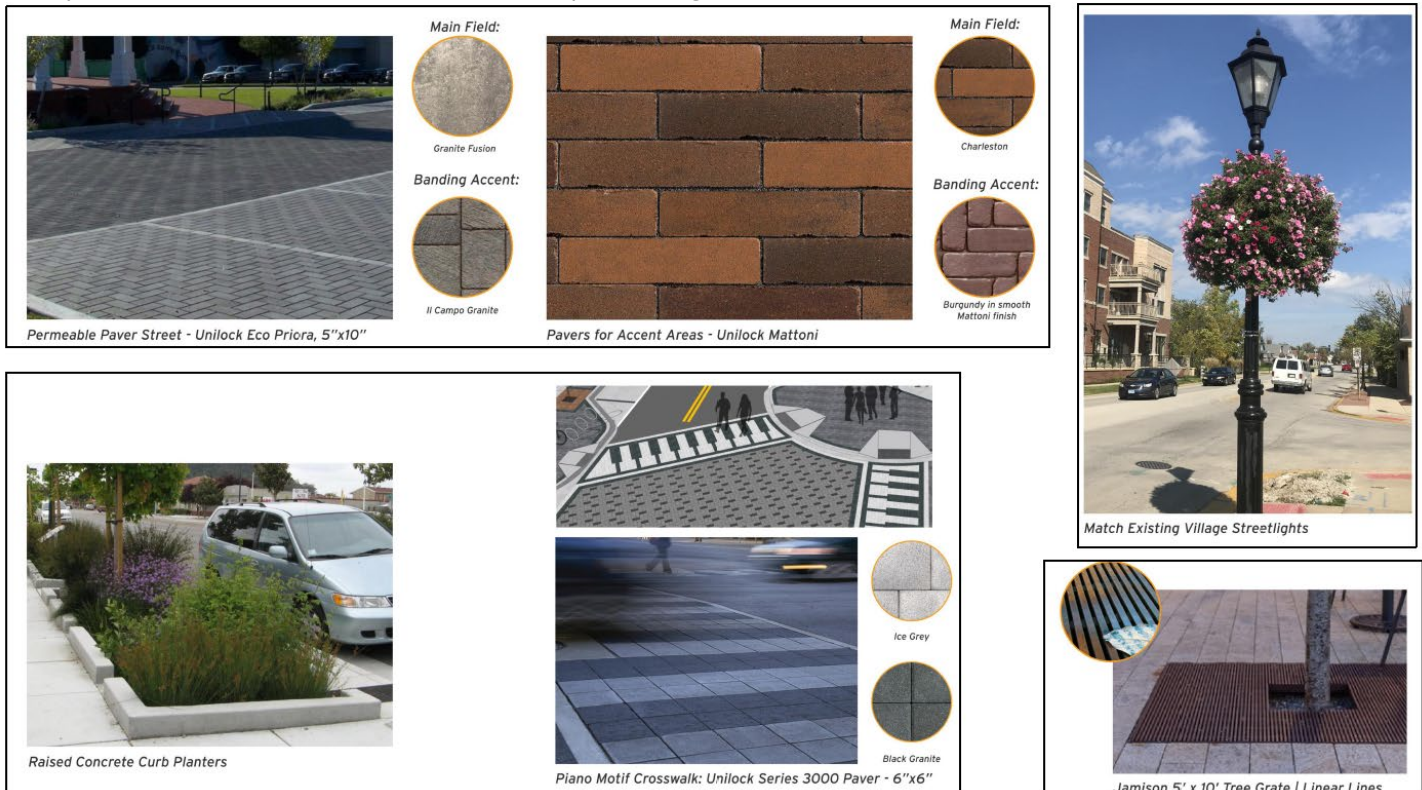 Main Field:
Granite Fusion
Banding Accent:
Il Campo Granite
Permeable Paver Street - Unilock Eco Priora, 5"x10"
Main Field:
Charleston
Banding Accent:
Burgundy in smooth
Mattoni finish
Pavers for Accent Areas - Unilock Mattoni
Match Existing Village Streetlights
Raised Concrete Curb Planters
Ice Grey
Black Granite
Piano Motif Crosswalk: Unilock Series 3000 Paver - 6"x6"
Jamison 5' x 10' Tree Grate | Linear Lines